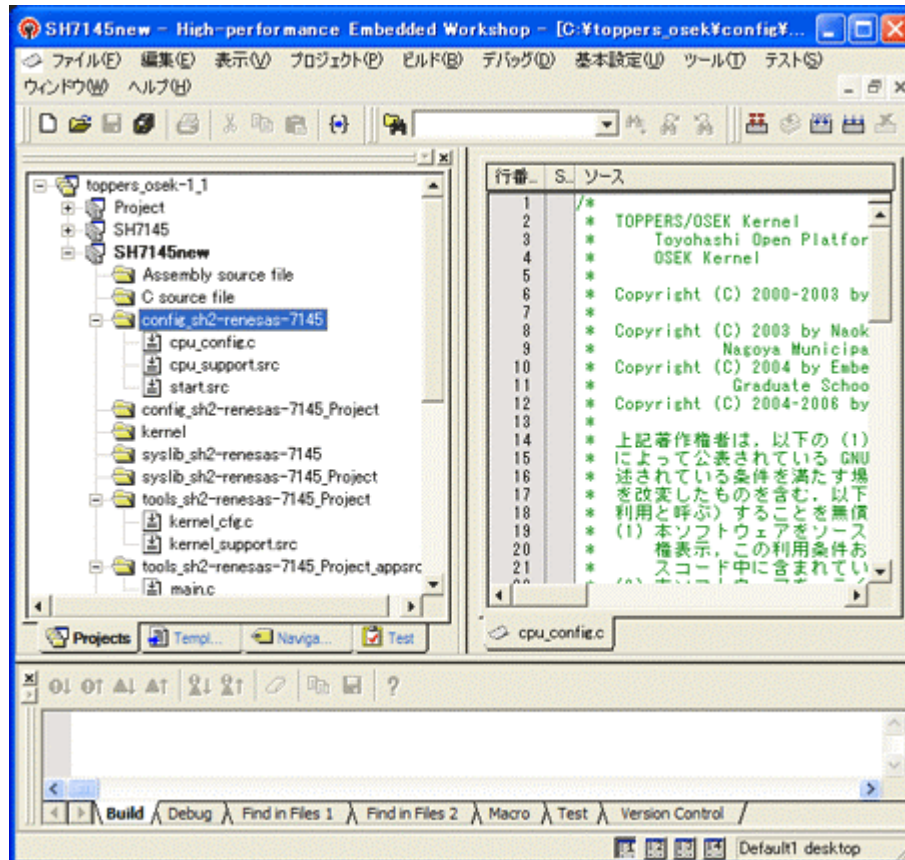 SH7145new - High-performance Embedded Workshop - [C:¥toppers_osek¥config¥...
ファイル(F) 編集(E) 表示(V) プロジェクト(P) ビルド(B) デバッグ(D) 基本設定(U) ツール(T) テスト(S)
ウィンドウ(W) ヘルプ(H)
toppers_osek-1_1
Project
SH7145
SH7145new
Assembly source file
C source file
config_sh2-renesas-7145
cpu_config.c
cpu_support.src
start.src
config_sh2-renesas-7145_Project
kernel
syslib_sh2-renesas-7145
syslib_sh2-renesas-7145_Project
tools_sh2-renesas-7145_Project
kernel_cfg.c
kernel_support.src
tools_sh2-renesas-7145_Project_appsrc
main.c
Projects Templ... Naviga... Test
行番... S... ソース
1 /*
2 * TOPPERS/OSEK Kernel
3 * Toyohashi Open Platfor
4 * OSEK Kernel
5 *
6 * Copyright (C) 2000-2003 by
7 *
8 * Copyright (C) 2003 by Naok
9 * Nagoya Municipa
10 * Copyright (C) 2004 by Embe
11 * Graduate Schoo
12 * Copyright (C) 2004-2006 by
13 *
14 * 上記著作権者は，以下の (1)
15 * によって公表されている GNU
16 * 述されている条件を満たす場
17 * を改変したものを含む．以下
18 * 利用と呼ぶ）することを無償
19 * (1) 本ソフトウェアをソース
20 * 権表示，この利用条件お
21 * スコード中に含まれてい
cpu_config.c
Build Debug Find in Files 1 Find in Files 2 Macro Test Version Control
1 2 3 4 Default1 desktop